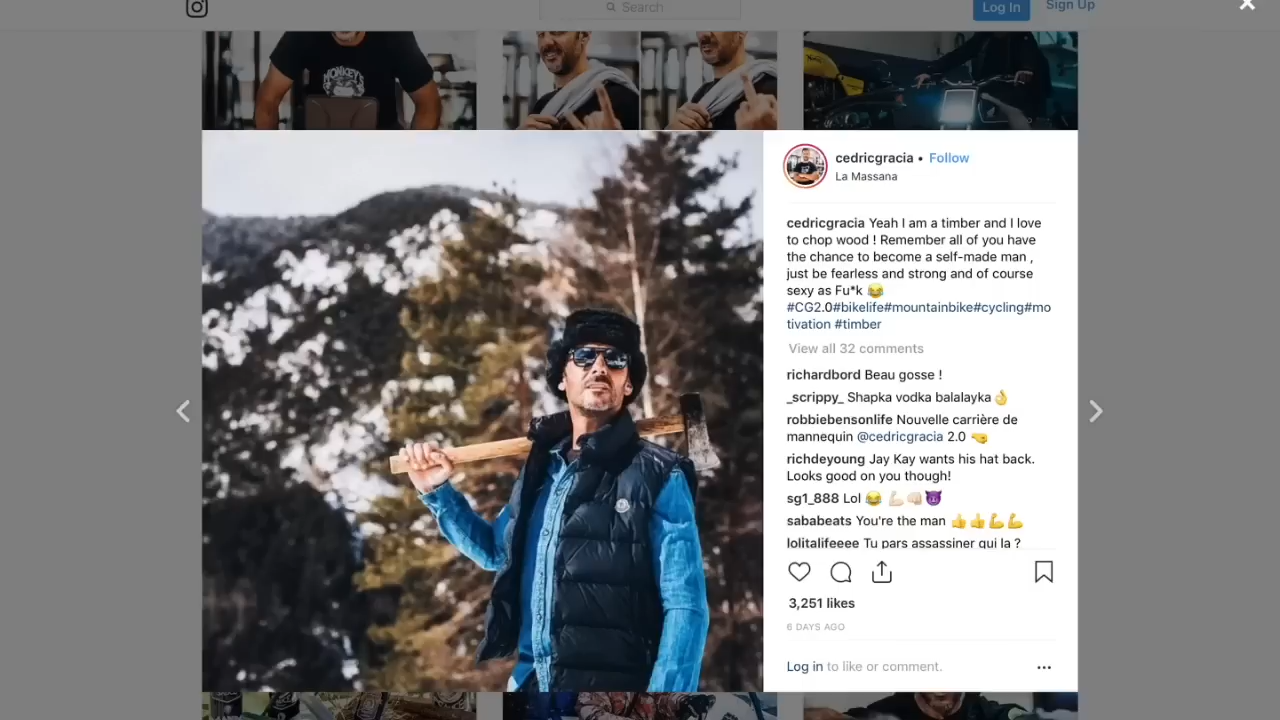 Search
Log In
Sign Up
MONKEY'S
cedricgracia • Follow
La Massana
cedricgracia Yeah I am a timber and I love
to chop wood ! Remember all of you have
the chance to become a self-made man ,
just be fearless and strong and of course
sexy as Fu*k 😂
#CG2.0#bikelife#mountainbike#cycling#mo
tivation #timber
View all 32 comments
richardbord Beau gosse !
_scrippy_ Shapka vodka balalayka👌
robbiebensonlife Nouvelle carrière de
mannequin @cedricgracia 2.0 🤜
richdeyoung Jay Kay wants his hat back.
Looks good on you though!
sg1_888 Lol 😂 💪🏻👊🏻😈
sababeats You're the man 👍👍💪💪
lolitalifeeee Tu pars assassiner qui la ?
3,251 likes
6 DAYS AGO
Log in to like or comment.